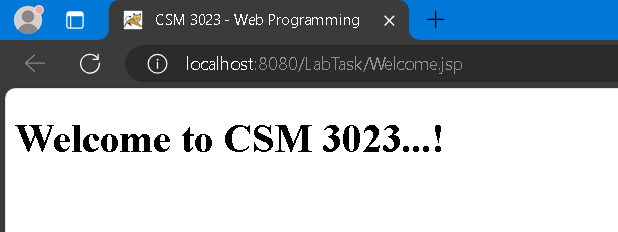 CSM 3023 - Web Programming
localhost:8080/LabTask/Welcome.jsp
Welcome to CSM 3023...!